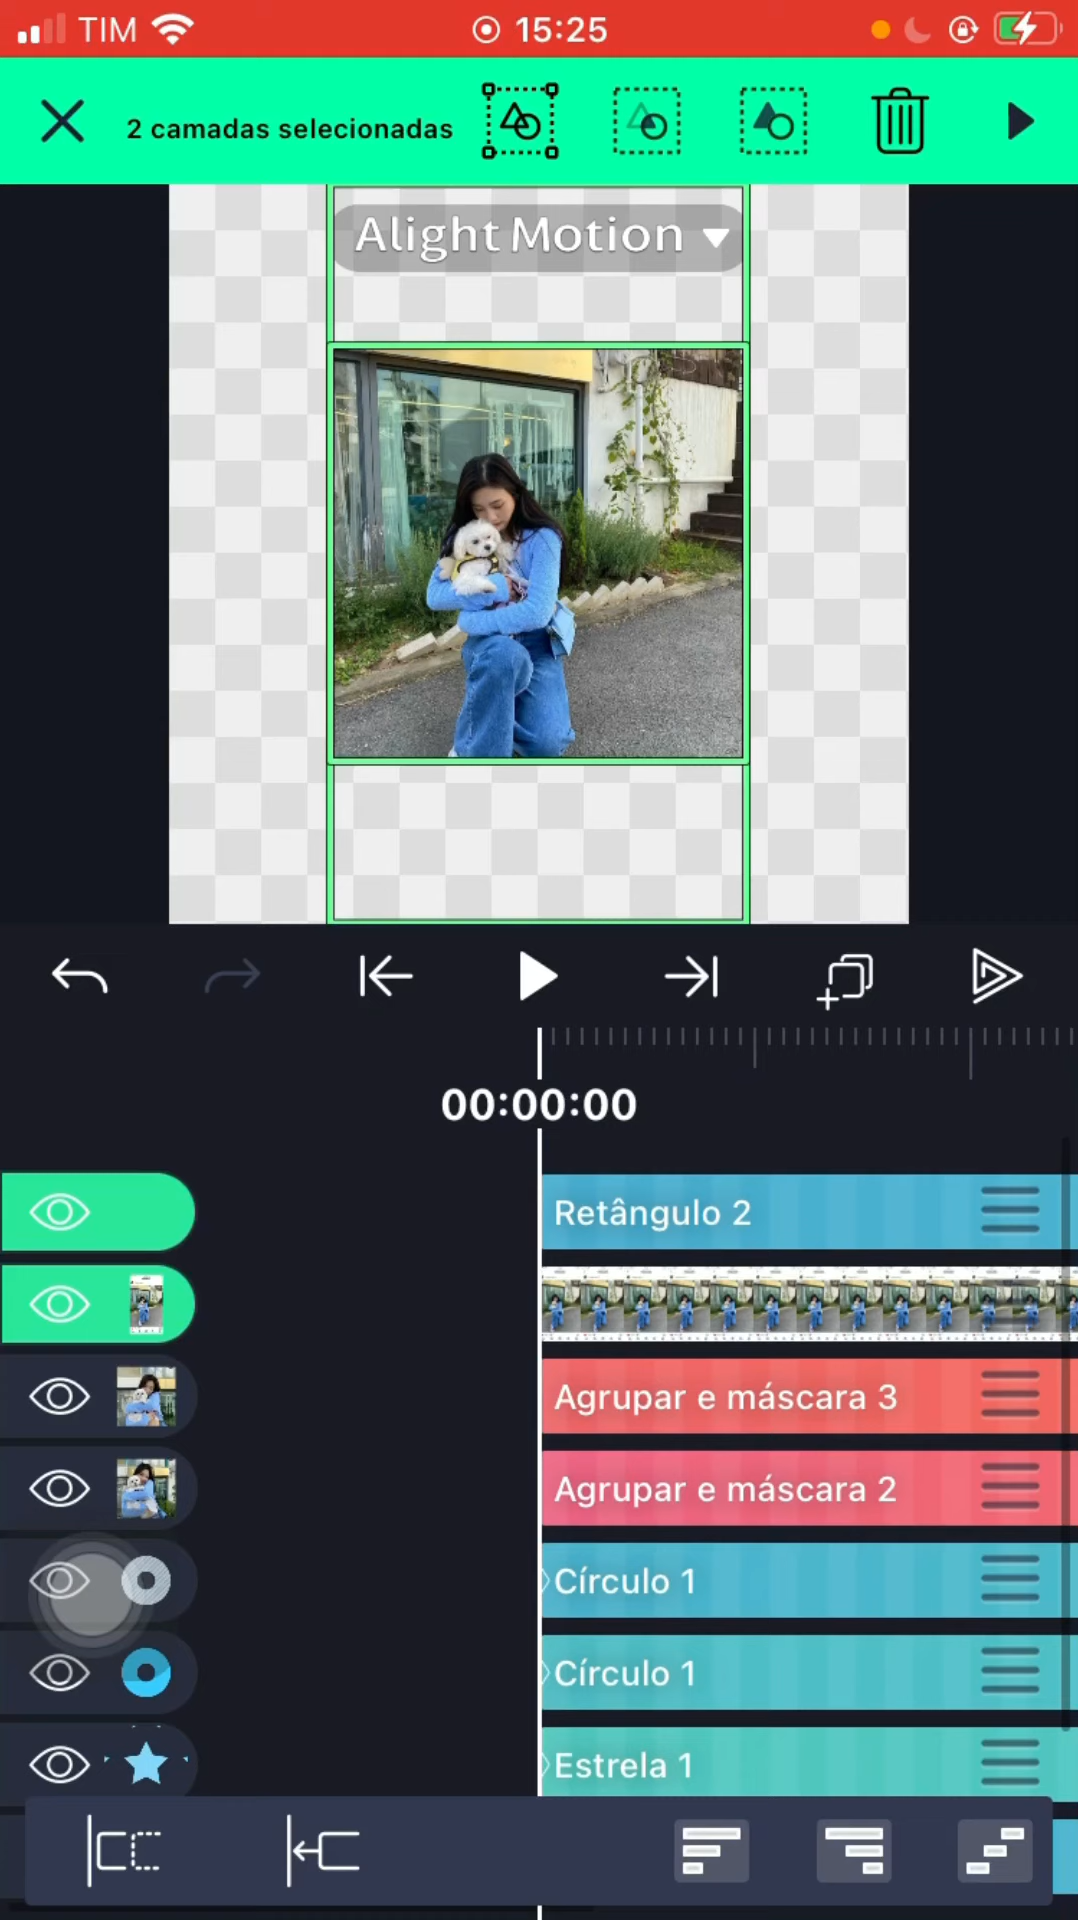 TIM 15:25
2 camadas selecionadas
Alight Motion
00:00:00
Retângulo 2
Agrupar e máscara 3
Agrupar e máscara 2
Círculo 1
Círculo 1
Estrela 1